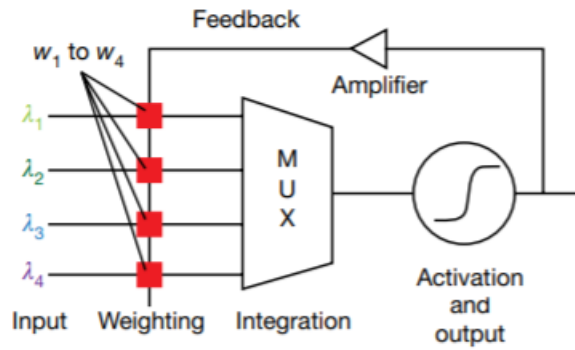 Feedback
w₁ to w₄
Amplifier
λ₁
λ₂
λ₃
λ₄
M
U
X
Input
Weighting
Integration
Activation
and
output